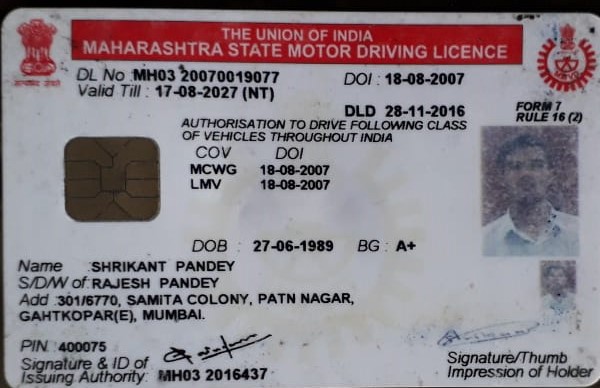 THE UNION OF INDIA
MAHARASHTRA STATE MOTOR DRIVING LICENCE
DL No : MH03 20070019077 DOI : 18-08-2007
Valid Till : 17-08-2027 (NT)
DLD 28-11-2016
FORM 7
RULE 16 (2)
AUTHORISATION TO DRIVE FOLLOWING CLASS
OF VEHICLES THROUGHOUT INDIA
COV DOI
MCWG 18-08-2007
LMV 18-08-2007
DOB : 27-06-1989 BG : A+
Name : SHRIKANT PANDEY
S/D/W of : RAJESH PANDEY
Add : 301/6770, SAMITA COLONY, PATN NAGAR,
GAHTKOPAR(E), MUMBAI.
PIN : 400075
Signature & ID of
Issuing Authority: MH03 2016437
Signature/Thumb
Impression of Holder